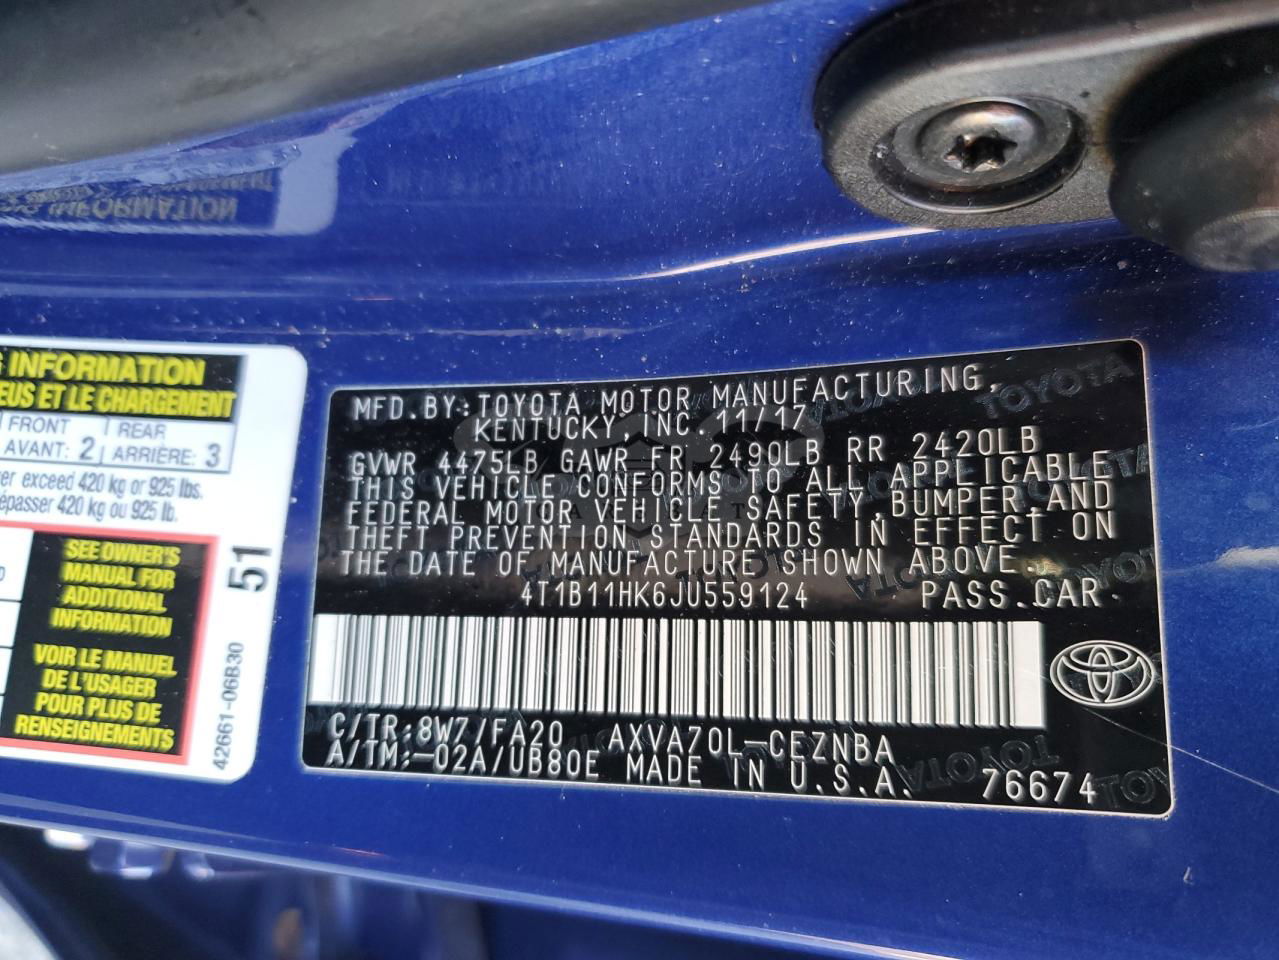 INFORMATION
EUS ET LE CHARGEMENT
FRONT REAR
AVANT: 2 ARRIÈRE: 3
er exceed 420 kg or 925 lbs.
dépasser 420 kg ou 925 lb.
SEE OWNER'S
MANUAL FOR
ADDITIONAL
INFORMATION
VOIR LE MANUEL
DE L'USAGER
POUR PLUS DE
RENSEIGNEMENTS
51
42661-06B30
MFD. BY: TOYOTA MOTOR MANUFACTURING,
KENTUCKY, INC. 11/17
GVWR 4475LB GAWR FR 2490LB RR 2420LB
THIS VEHICLE CONFORMS TO ALL APPLICABLE
FEDERAL MOTOR VEHICLE SAFETY, BUMPER, AND
THEFT PREVENTION STANDARDS IN EFFECT ON
THE DATE OF MANUFACTURE SHOWN ABOVE.
4T1B11HK6JU559124 PASS. CAR
C/TR: 8W7/FA20 AXVA70L-CEZNBA
A/TM: -02A/UB80E MADE IN U.S.A. 76674
TOYOTA